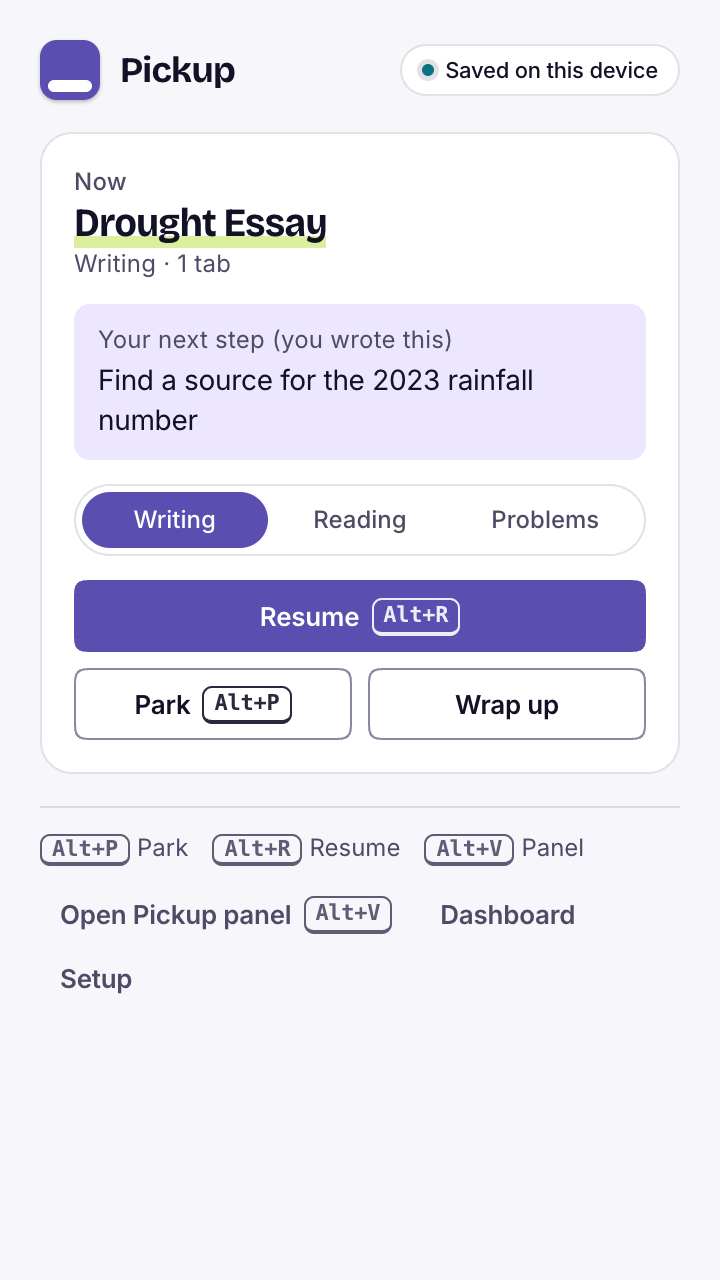 Pickup
Saved on this device
Now
Drought Essay
Writing · 1 tab
Your next step (you wrote this)
Find a source for the 2023 rainfall
number
Writing Reading Problems
Resume Alt+R
Park Alt+P Wrap up
Alt+P Park Alt+R Resume Alt+V Panel
Open Pickup panel Alt+V Dashboard
Setup